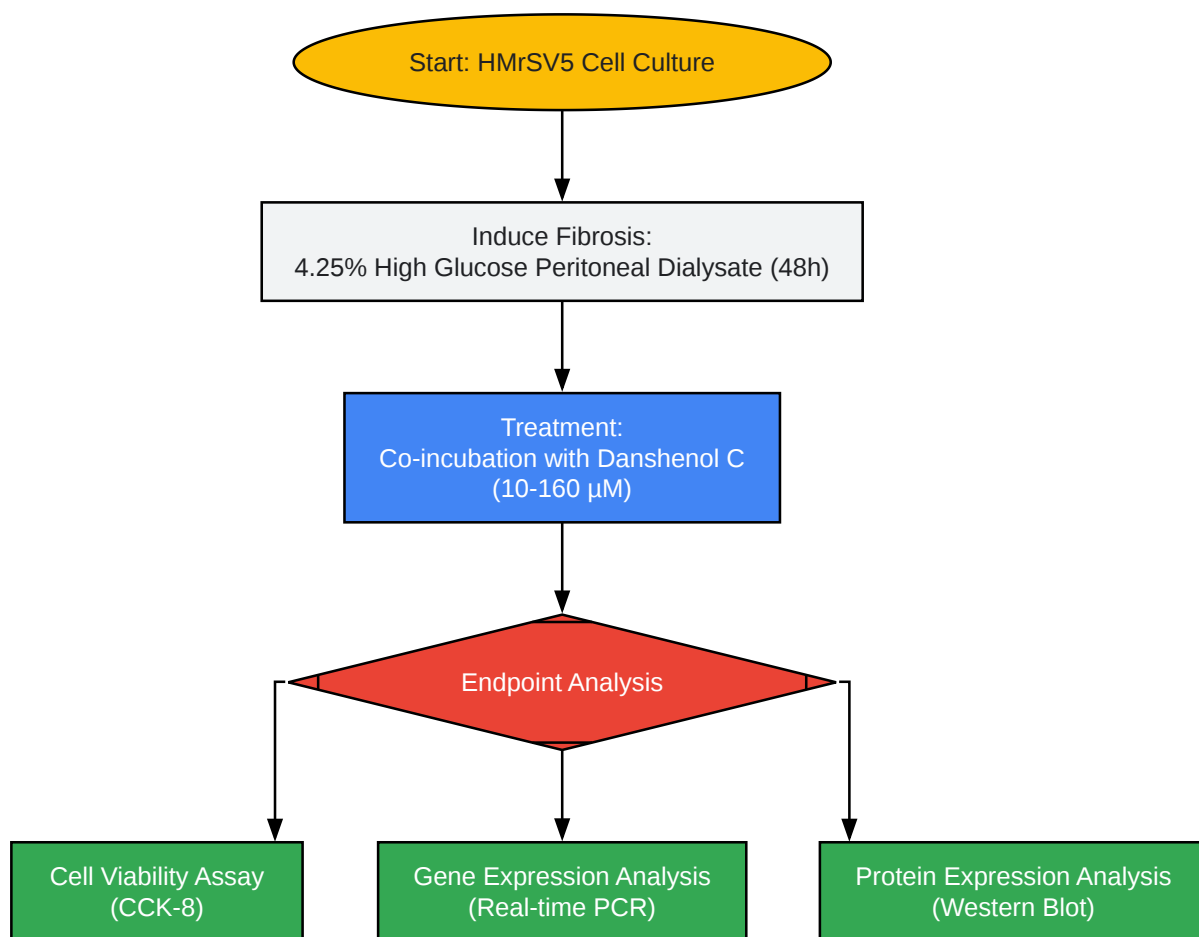 Start: HMrSV5 Cell Culture
Induce Fibrosis:
4.25% High Glucose Peritoneal Dialysate (48h)
Treatment:
Co-incubation with Danshenol C
(10-160 µM)
Endpoint Analysis
Cell Viability Assay
(CCK-8)
Gene Expression Analysis
(Real-time PCR)
Protein Expression Analysis
(Western Blot)